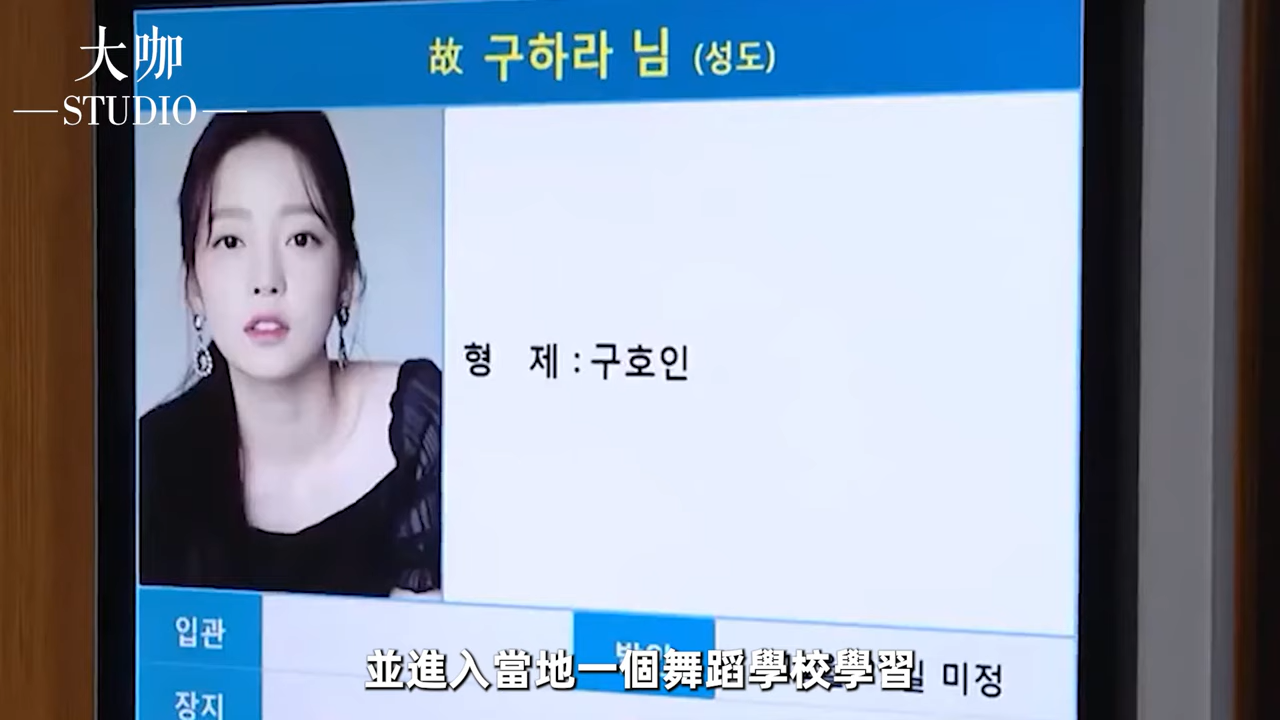 大咖
STUDIO
故 구하라 님 (성도)
형 제 : 구호인
입관
일 미정
並進入當地一個舞蹈學校學習
장지